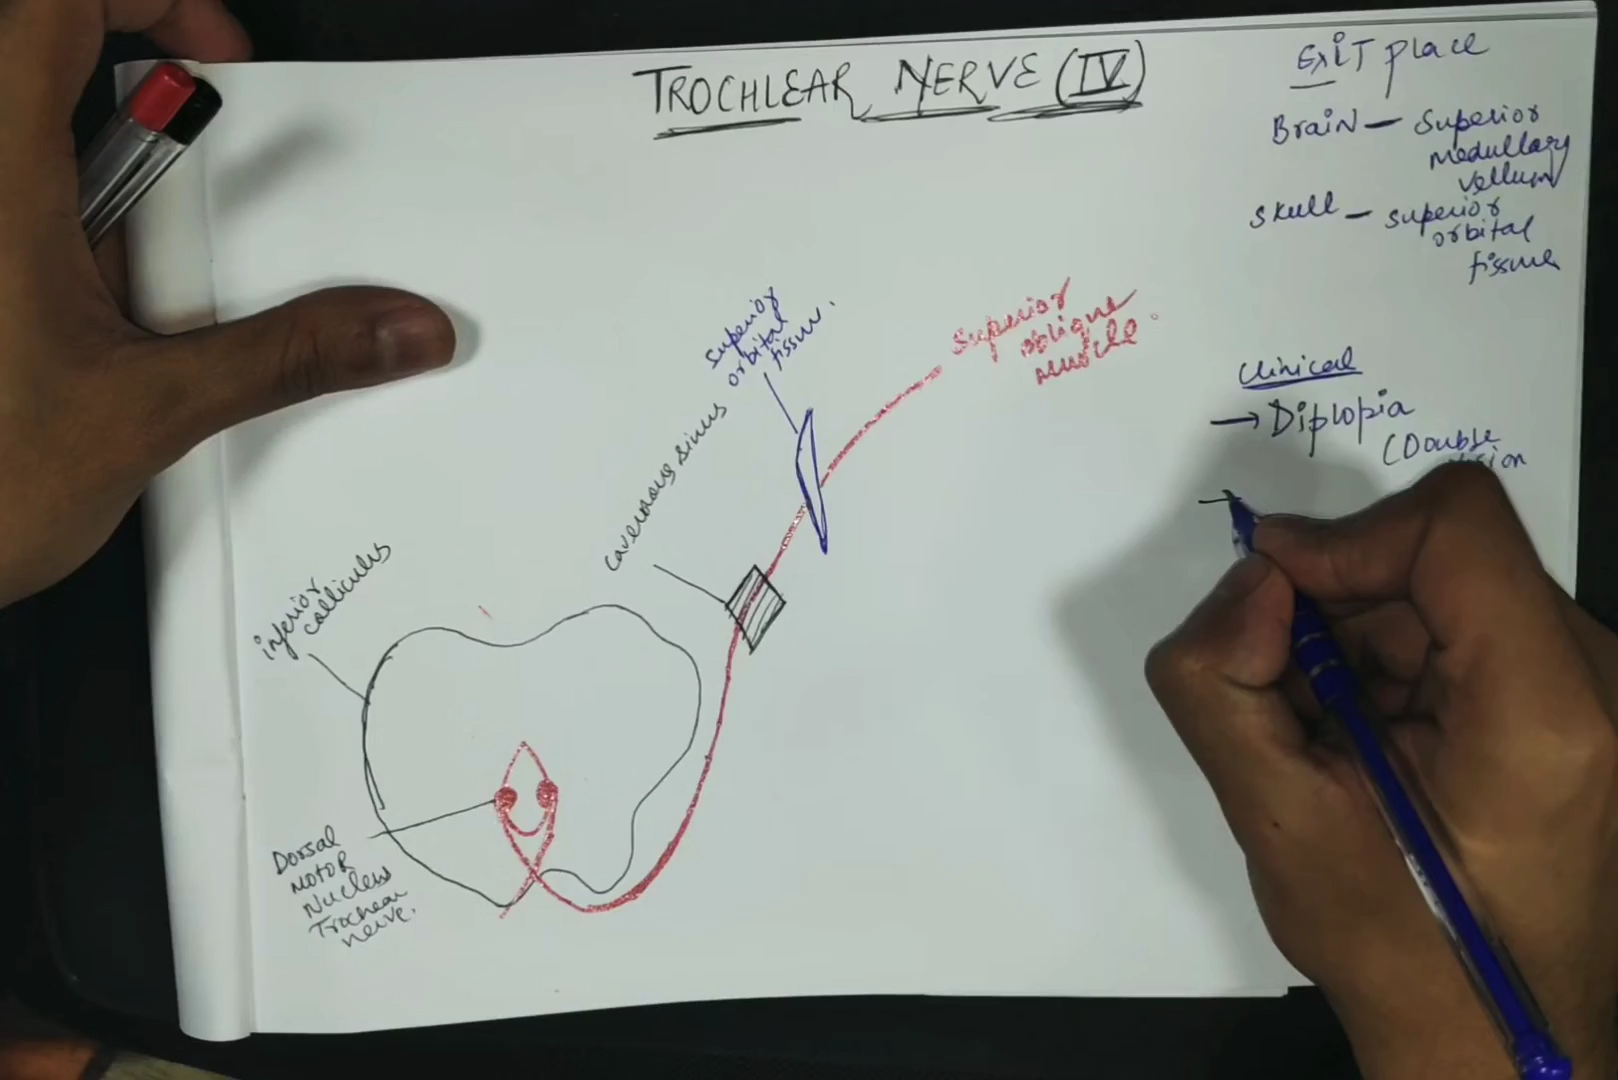 TROCHLEAR NERVE (IV)
EXIT place
Brain — Superior
medullary
vellum
Skull — superior
orbital
fissure
superior
orbital
fissure.
Superior
oblique
muscle.
cavernous sinus
Clinical
→ Diplopia
(Double
inferior
colliculus
Dorsal
motor
Nucleus
Trochear
nerve.